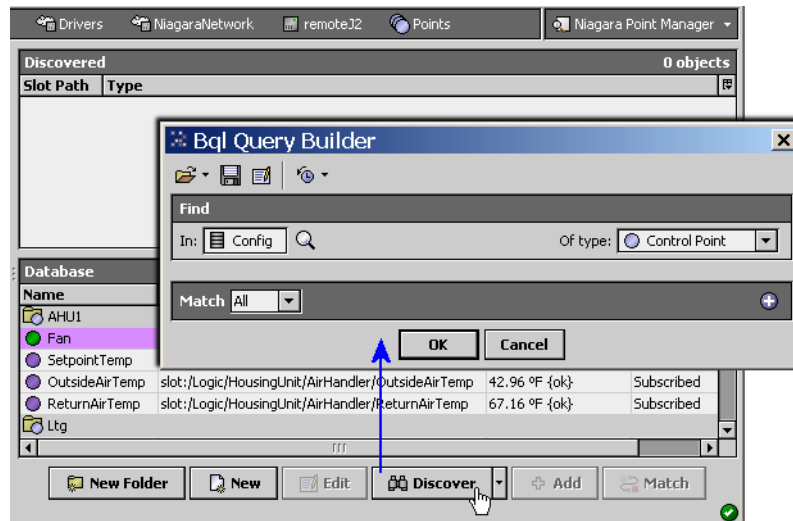 Drivers NiagaraNetwork remoteJ2 Points Niagara Point Manager
Discovered 0 objects
Slot Path Type
Bql Query Builder
Find
In: Config Of type: Control Point
Match All
OK Cancel
Database
Name
AHU1
Fan
SetpointTemp
OutsideAirTemp slot:/Logic/HousingUnit/AirHandler/OutsideAirTemp 42.96 ºF {ok} Subscribed
ReturnAirTemp slot:/Logic/HousingUnit/AirHandler/ReturnAirTemp 67.16 ºF {ok} Subscribed
Ltg
New Folder New Edit Discover Add Match